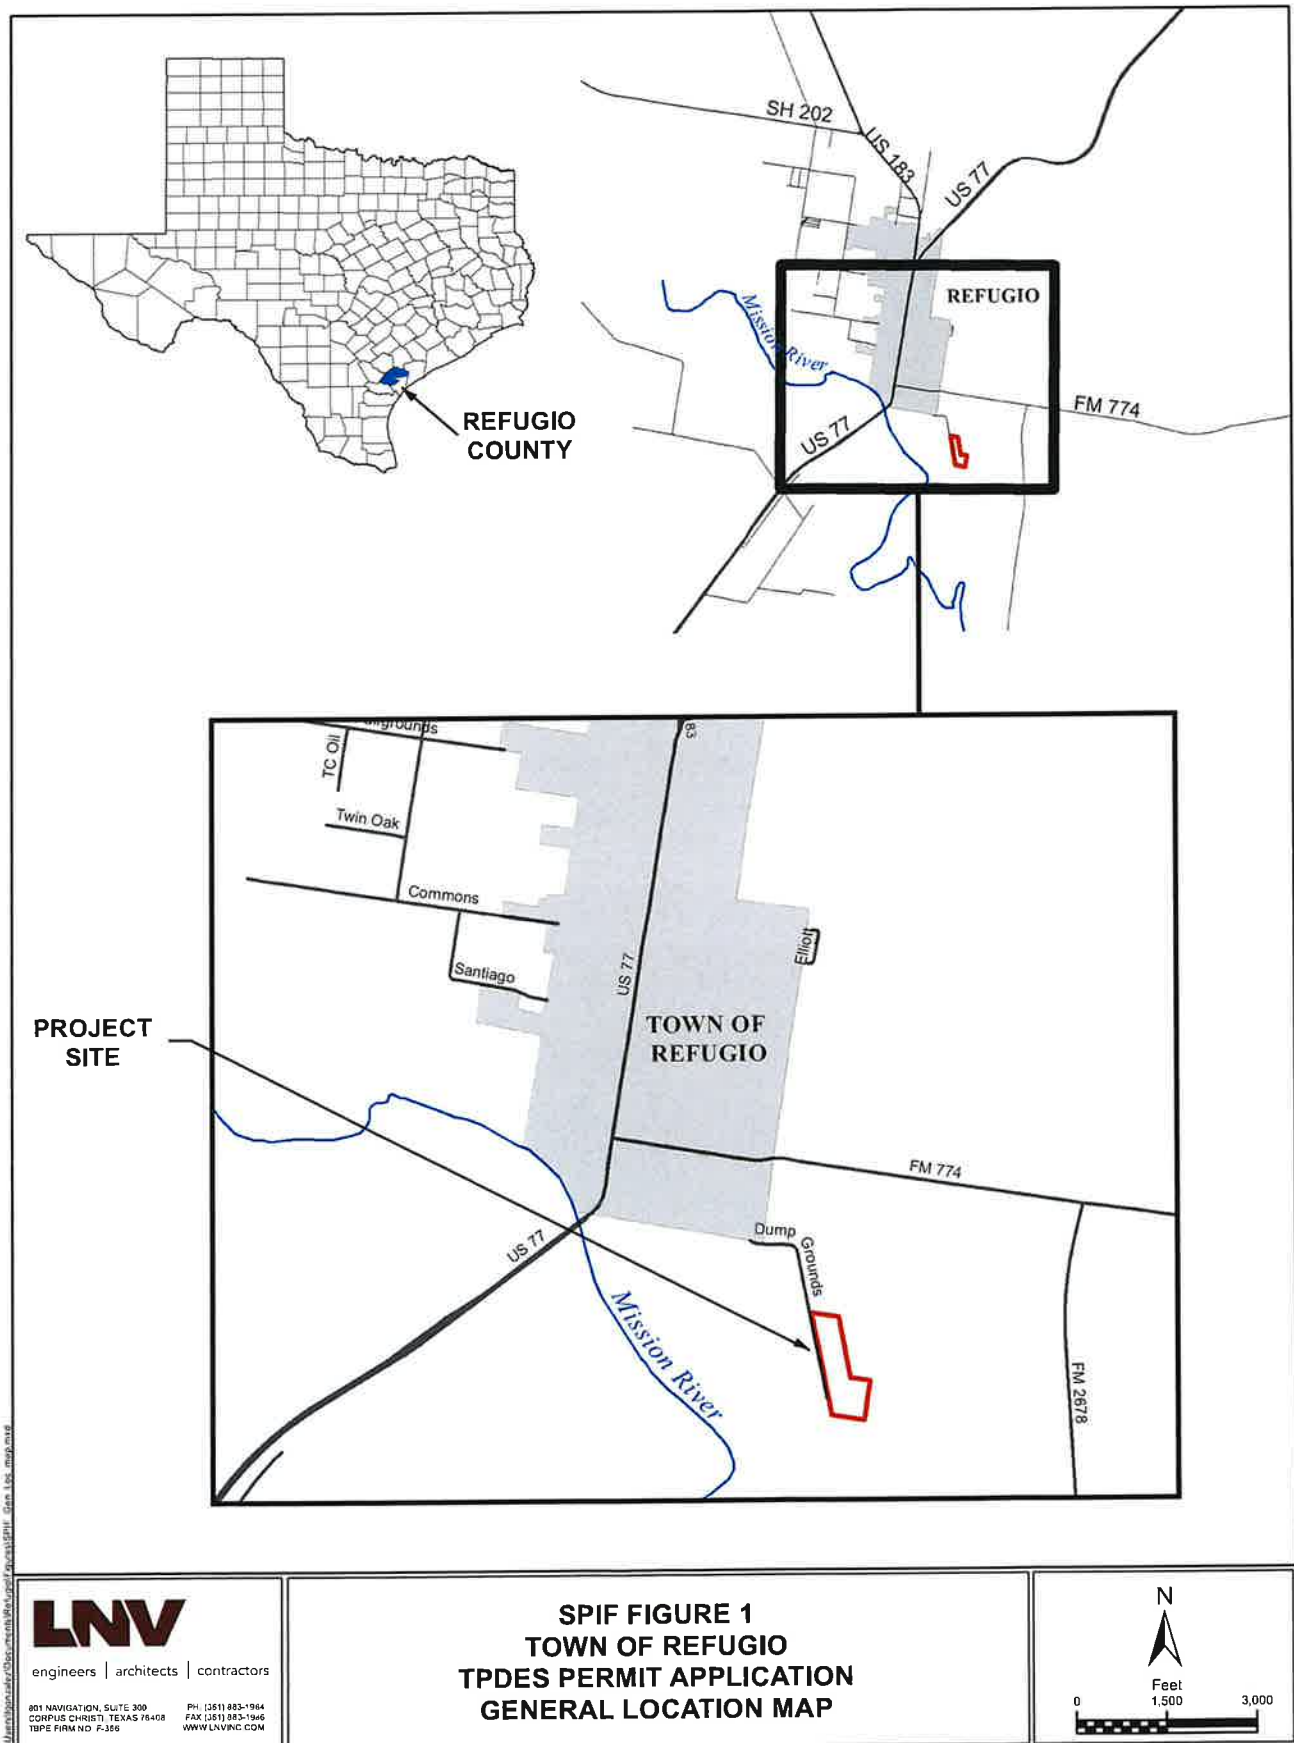 SH 202
US 183
US 77
REFUGIO
Mission River
FM 774
US 77
REFUGIO
COUNTY
TC Oil
83
Twin Oak
Commons
Santiago
Elliott
US 77
TOWN OF
REFUGIO
PROJECT
SITE
FM 774
US 77
Dump Grounds
Mission River
FM 2678
LNV
engineers | architects | contractors
801 NAVIGATION, SUITE 300
CORPUS CHRISTI, TEXAS 78408
TBPE FIRM NO. F-366
PH. (361) 883-1984
FAX (361) 883-1986
WWW.LNVINC.COM
SPIF FIGURE 1
TOWN OF REFUGIO
TPDES PERMIT APPLICATION
GENERAL LOCATION MAP
N
Feet
0 1,500 3,000